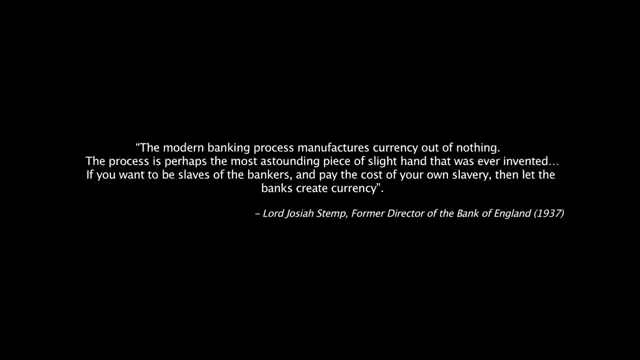 “The modern banking process manufactures currency out of nothing.
The process is perhaps the most astounding piece of slight hand that was ever invented…
If you want to be slaves of the bankers, and pay the cost of your own slavery, then let the
banks create currency”.
– Lord Josiah Stemp, Former Director of the Bank of England (1937)